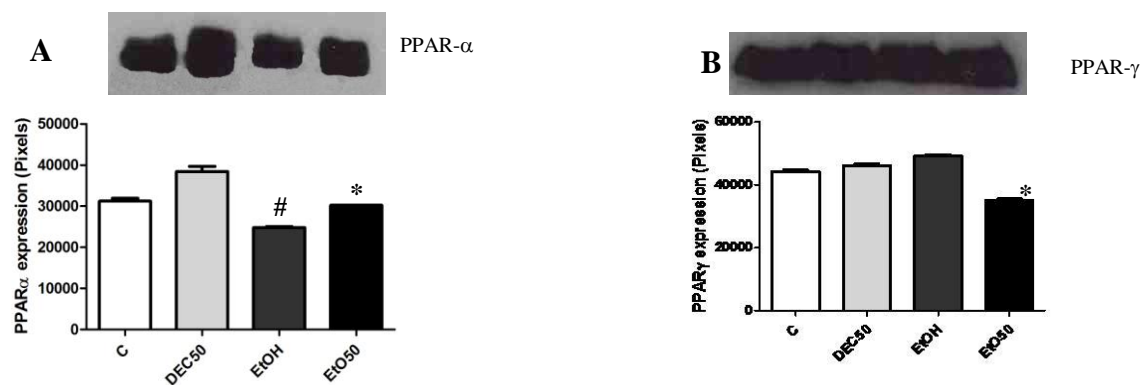 A
PPAR-α
PPARα expression (Pixels)
50000
40000
30000
20000
10000
0
#
*
C
DEC50
EtOH
EtO50
B
PPAR-γ
PPARγ expression (Pixels)
60000
40000
20000
0
*
C
DEC50
EtOH
EtO50